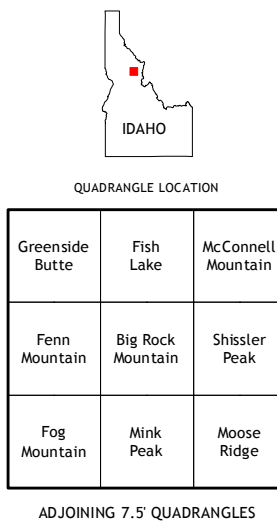 IDAHO
QUADRANGLE LOCATION
Greenside
Butte
Fish
Lake
McConnell
Mountain
Fenn
Mountain
Big Rock
Mountain
Shissler
Peak
Fog
Mountain
Mink
Peak
Moose
Ridge
ADJOINING 7.5' QUADRANGLES